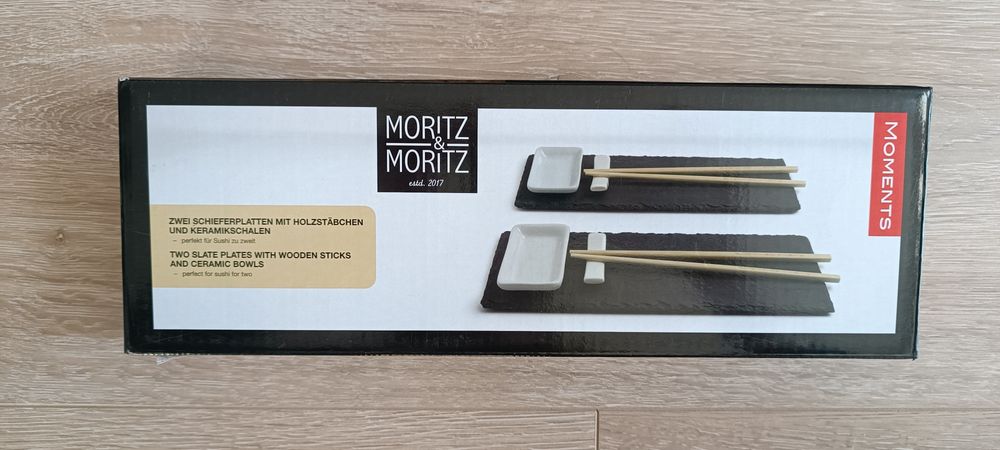 MORITZ
&
MORITZ
estd. 2017
MOMENTS
ZWEI SCHIEFERPLATTEN MIT HOLZSTÄBCHEN
UND KERAMIKSCHALEN
– perfekt für Sushi zu zweit
TWO SLATE PLATES WITH WOODEN STICKS
AND CERAMIC BOWLS
– perfect for sushi for two